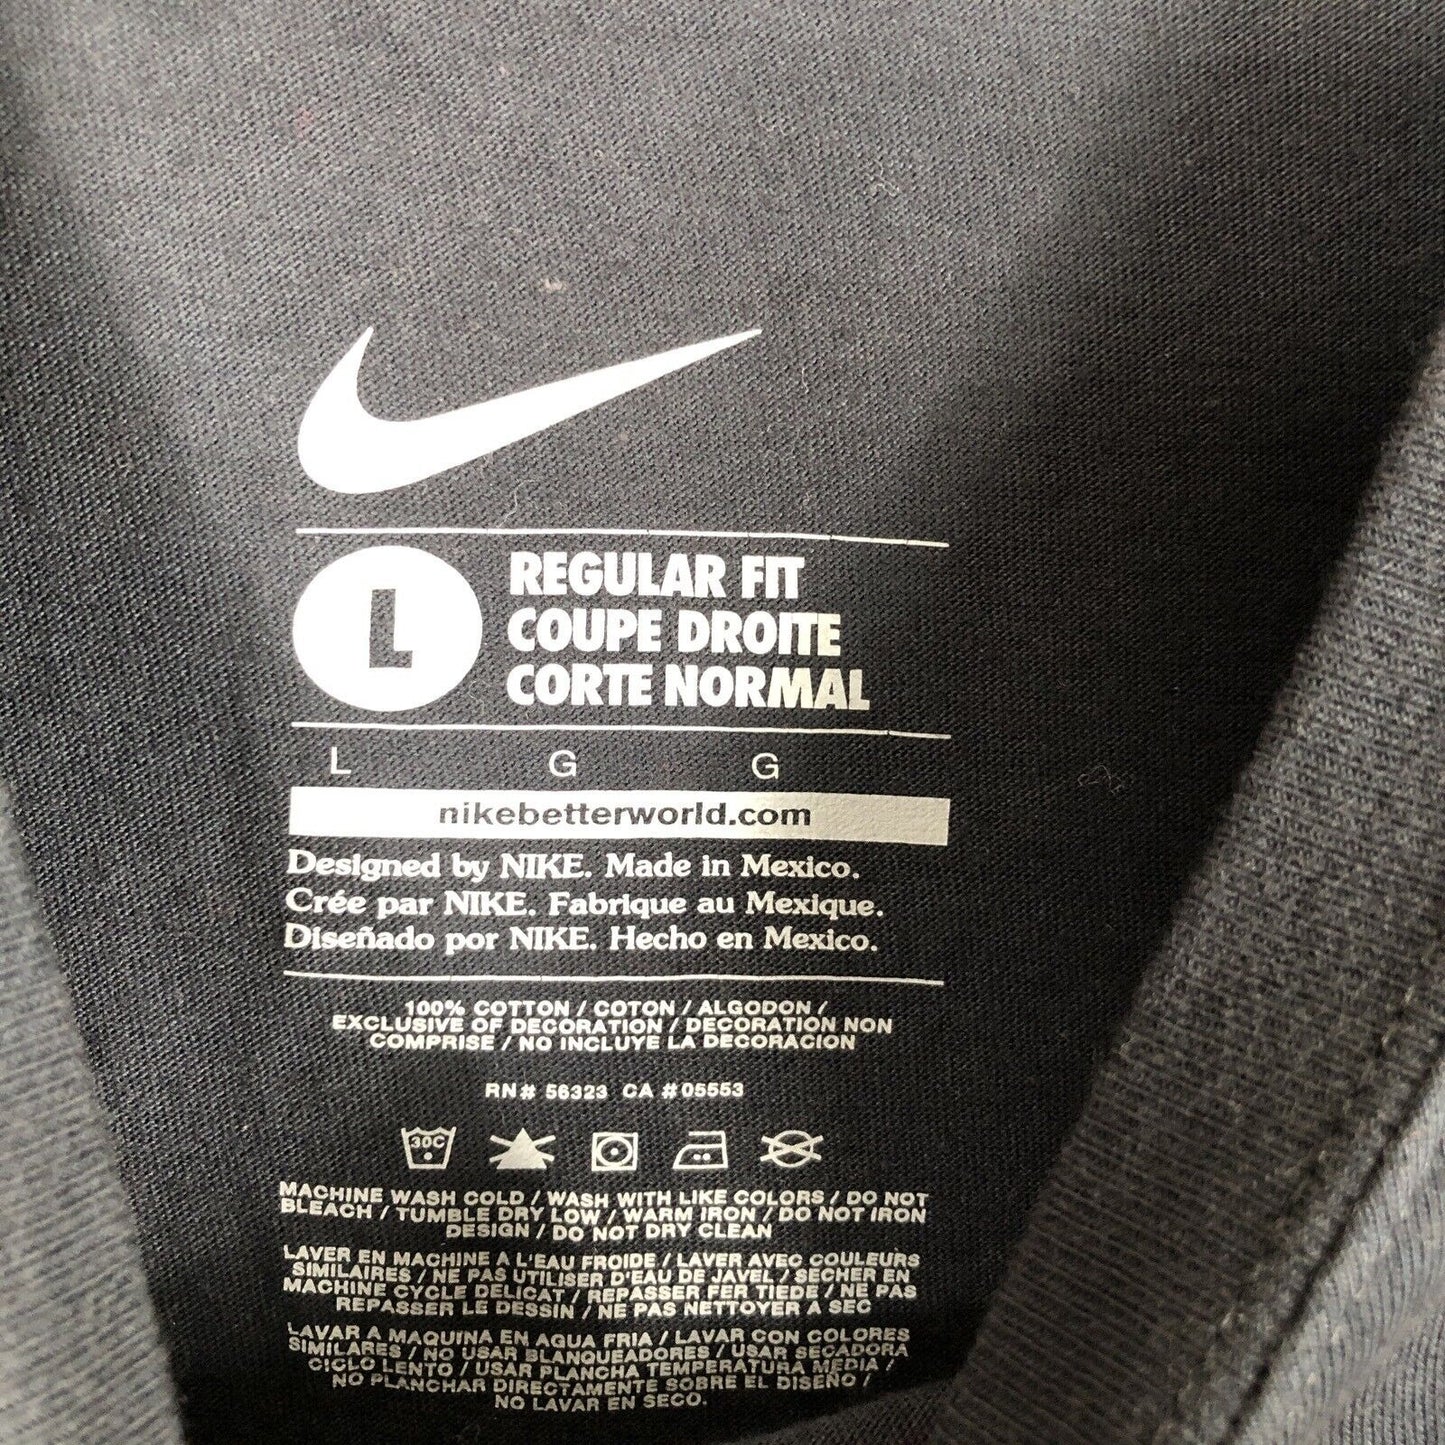 L
REGULAR FIT
COUPE DROITE
CORTE NORMAL
L G G
nikebetterworld.com
Designed by NIKE. Made in Mexico.
Crée par NIKE. Fabrique au Mexique.
Diseñado por NIKE. Hecho en Mexico.
100% COTTON / COTON / ALGODON /
EXCLUSIVE OF DECORATION / DECORATION NON
COMPRISE / NO INCLUYE LA DECORACION
RN# 56323 CA #05553
30C
MACHINE WASH COLD / WASH WITH LIKE COLORS / DO NOT
BLEACH / TUMBLE DRY LOW / WARM IRON / DO NOT IRON
DESIGN / DO NOT DRY CLEAN
LAVER EN MACHINE A L'EAU FROIDE / LAVER AVEC COULEURS
SIMILAIRES / NE PAS UTILISER D'EAU DE JAVEL / SECHER EN
MACHINE CYCLE DELICAT / REPASSER FER TIEDE / NE PAS
REPASSER LE DESSIN / NE PAS NETTOYER A SEC
LAVAR A MAQUINA EN AGUA FRIA / LAVAR CON COLORES
SIMILARES / NO USAR BLANQUEADORES / USAR SECADORA
CICLO LENTO / USAR PLANCHA TEMPERATURA MEDIA /
NO PLANCHAR DIRECTAMENTE SOBRE EL DISEÑO /
NO LAVAR EN SECO.